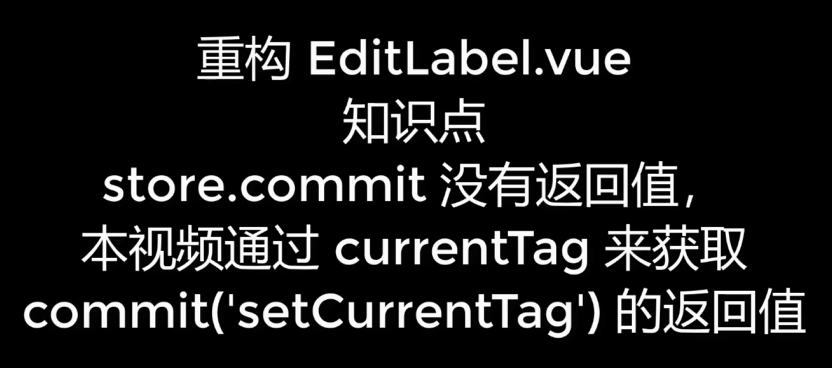 重构 EditLabel.vue
知识点
store.commit 没有返回值，
本视频通过 currentTag 来获取
commit('setCurrentTag') 的返回值